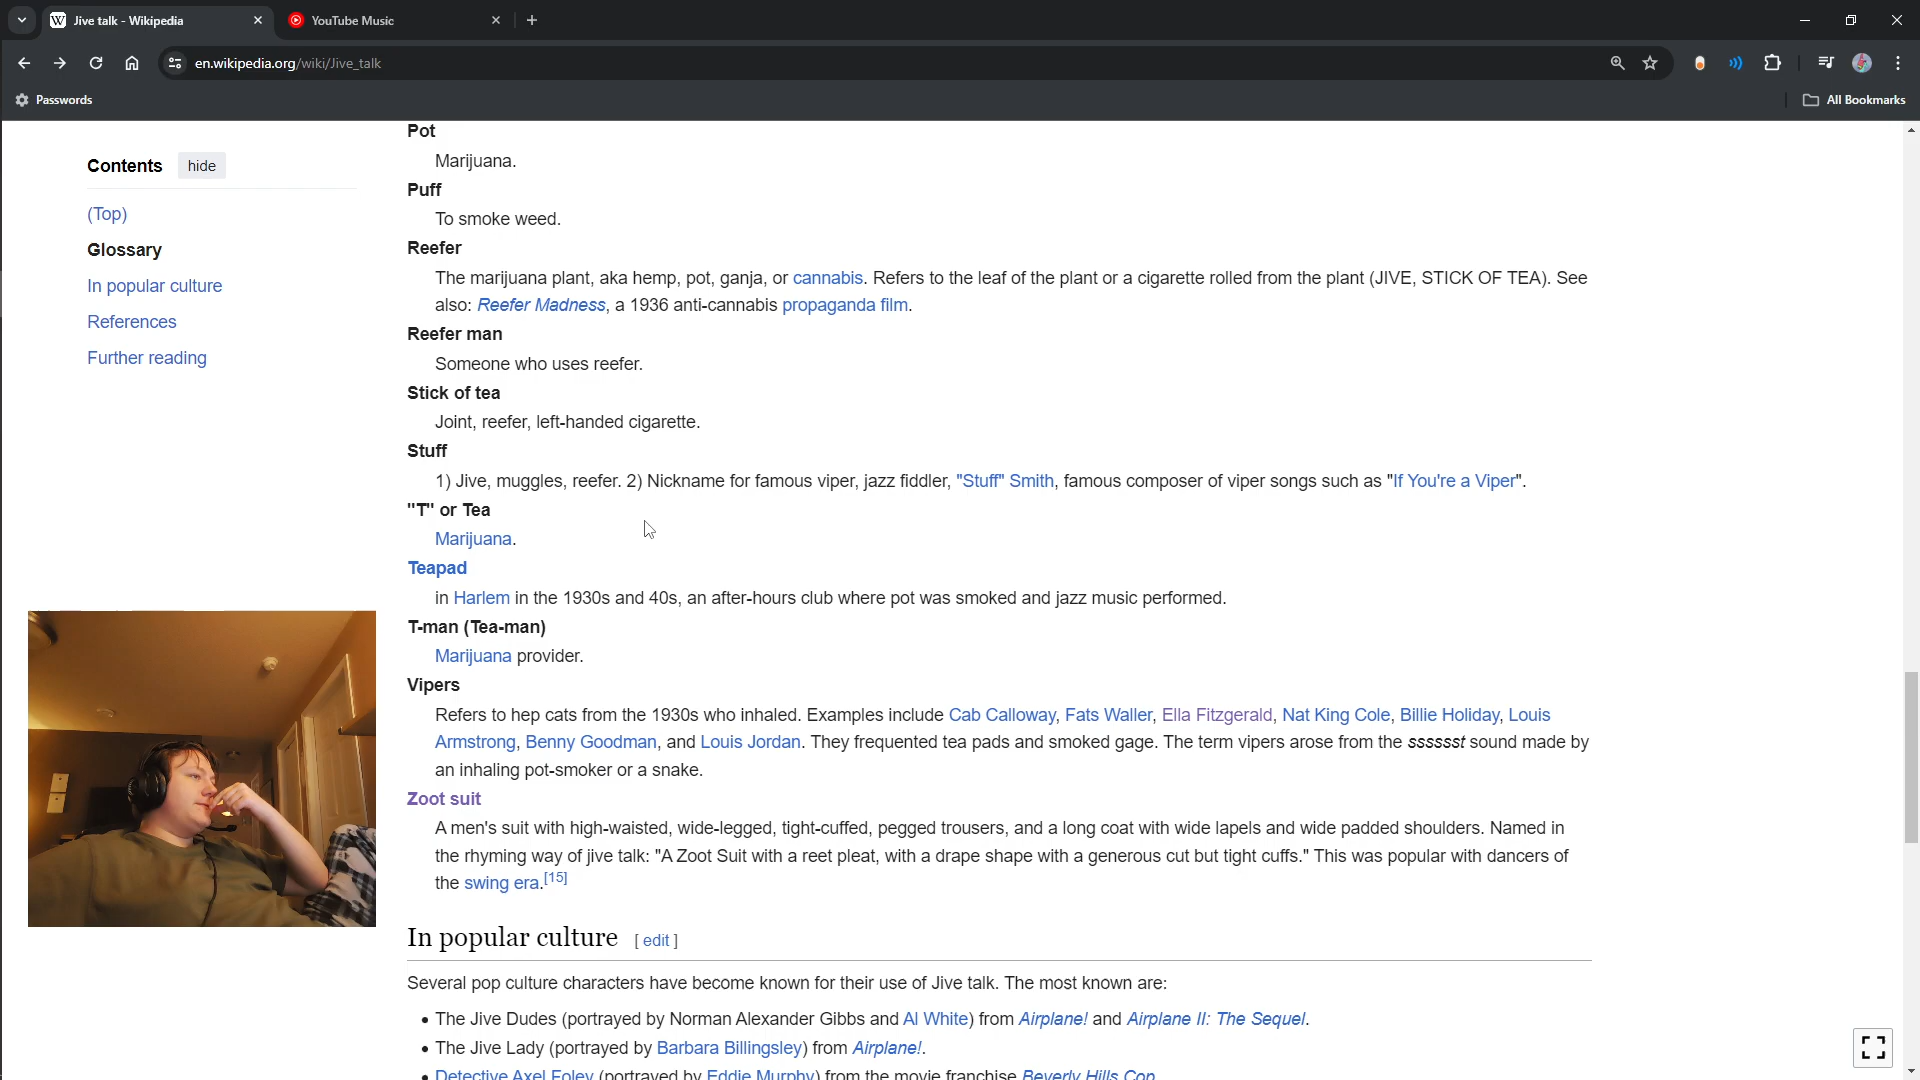 Jive talk - Wikipedia
YouTube Music
en.wikipedia.org/wiki/Jive_talk
Passwords
All Bookmarks
Contents hide
(Top)
Glossary
In popular culture
References
Further reading
Pot
Marijuana.
Puff
To smoke weed.
Reefer
The marijuana plant, aka hemp, pot, ganja, or cannabis. Refers to the leaf of the plant or a cigarette rolled from the plant (JIVE, STICK OF TEA). See
also: Reefer Madness, a 1936 anti-cannabis propaganda film.
Reefer man
Someone who uses reefer.
Stick of tea
Joint, reefer, left-handed cigarette.
Stuff
1) Jive, muggles, reefer. 2) Nickname for famous viper, jazz fiddler, "Stuff" Smith, famous composer of viper songs such as "If You're a Viper".
"T" or Tea
Marijuana.
Teapad
in Harlem in the 1930s and 40s, an after-hours club where pot was smoked and jazz music performed.
T-man (Tea-man)
Marijuana provider.
Vipers
Refers to hep cats from the 1930s who inhaled. Examples include Cab Calloway, Fats Waller, Ella Fitzgerald, Nat King Cole, Billie Holiday, Louis
Armstrong, Benny Goodman, and Louis Jordan. They frequented tea pads and smoked gage. The term vipers arose from the sssssst sound made by
an inhaling pot-smoker or a snake.
Zoot suit
A men's suit with high-waisted, wide-legged, tight-cuffed, pegged trousers, and a long coat with wide lapels and wide padded shoulders. Named in
the rhyming way of jive talk: "A Zoot Suit with a reet pleat, with a drape shape with a generous cut but tight cuffs." This was popular with dancers of
the swing era.[15]
In popular culture [ edit ]
Several pop culture characters have become known for their use of Jive talk. The most known are:
• The Jive Dudes (portrayed by Norman Alexander Gibbs and Al White) from Airplane! and Airplane II: The Sequel.
• The Jive Lady (portrayed by Barbara Billingsley) from Airplane!.
• Detective Axel Foley (portrayed by Eddie Murphy) from the movie franchise Beverly Hills Cop